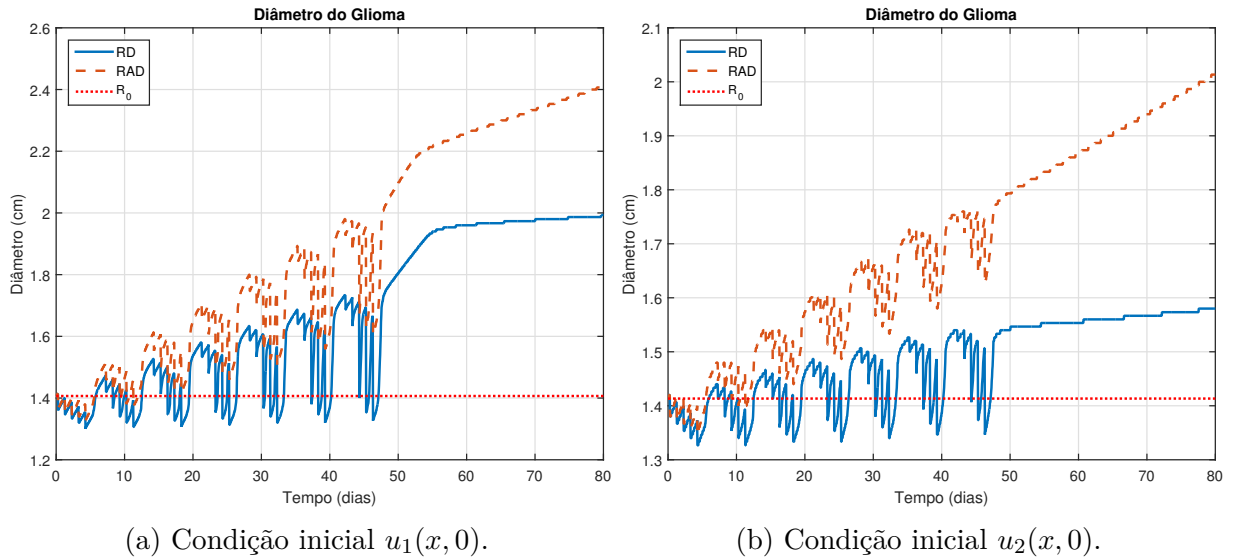 Diâmetro do Glioma
RD
RAD
R0
Diâmetro (cm)
2.6
2.4
2.2
2
1.8
1.6
1.4
1.2
0 10 20 30 40 50 60 70 80
Tempo (dias)
(a) Condição inicial u1(x, 0).
Diâmetro do Glioma
RD
RAD
R0
Diâmetro (cm)
2.1
2
1.9
1.8
1.7
1.6
1.5
1.4
1.3
0 10 20 30 40 50 60 70 80
Tempo (dias)
(b) Condição inicial u2(x, 0).